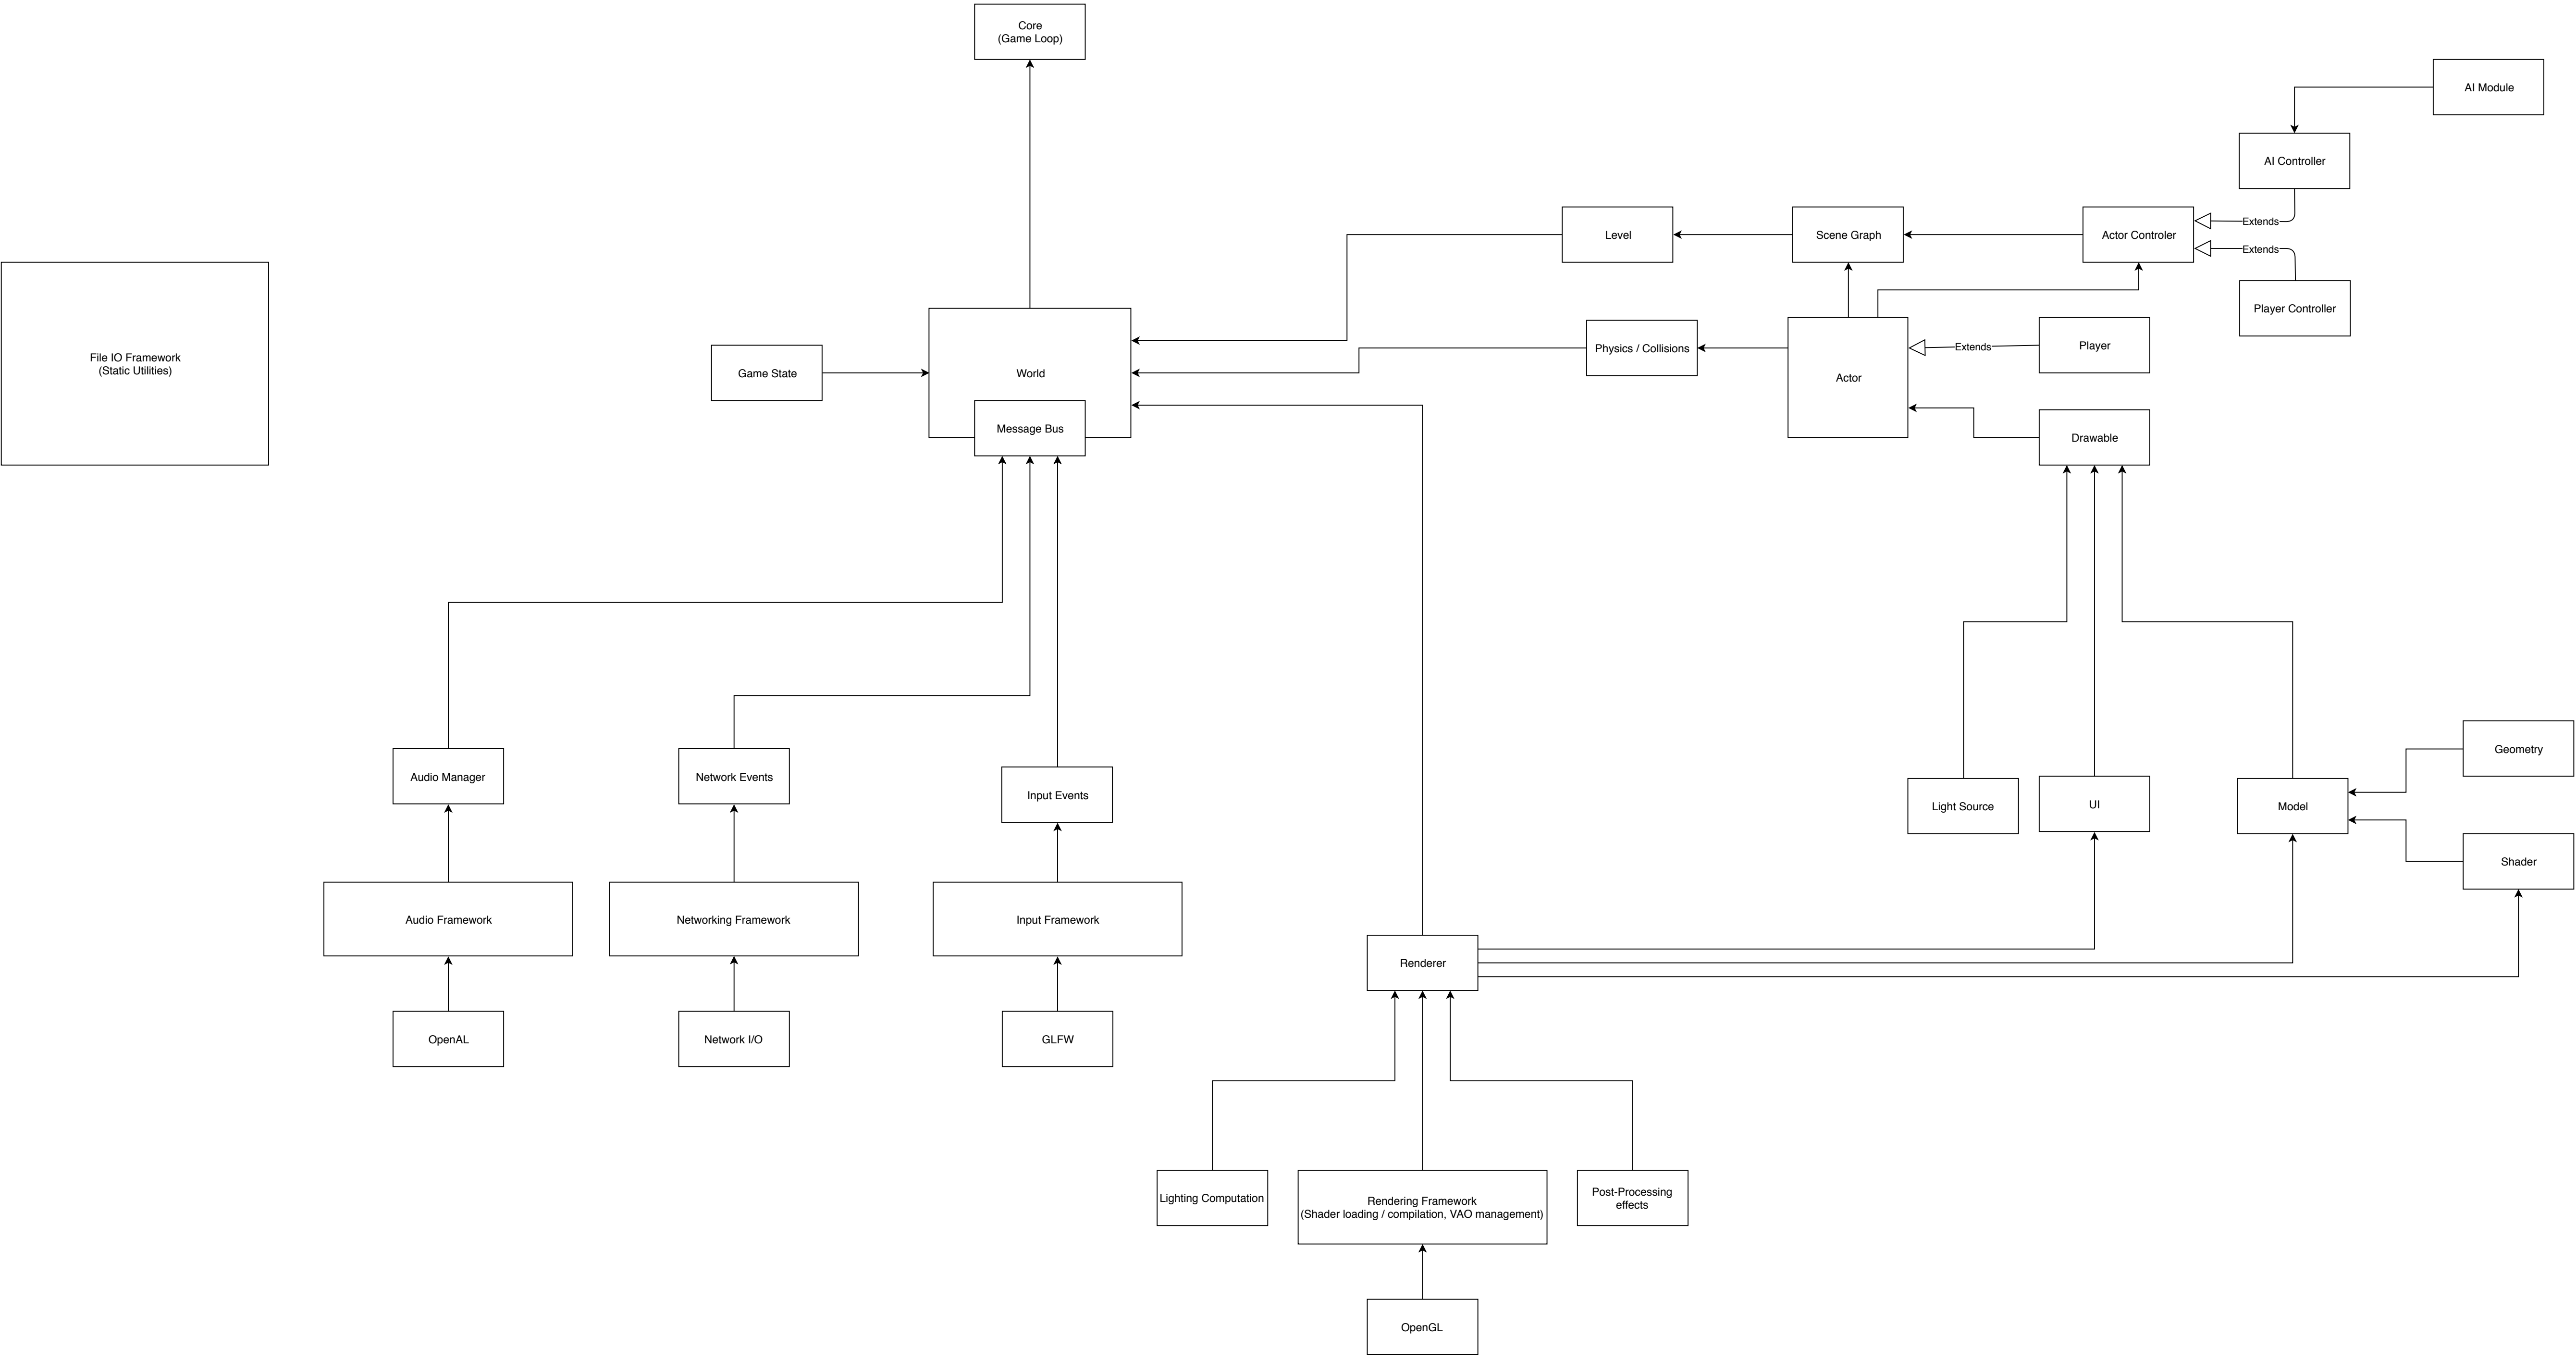 Core
(Game Loop)
AI Module
AI Controller
Level
Scene Graph
Actor Controler
Extends
Extends
Player Controller
File IO Framework
(Static Utilities)
Game State
World
Message Bus
Physics / Collisions
Actor
Extends
Player
Drawable
Audio Manager
Network Events
Input Events
Light Source
UI
Model
Geometry
Shader
Audio Framework
Networking Framework
Input Framework
Renderer
OpenAL
Network I/O
GLFW
Lighting Computation
Rendering Framework
(Shader loading / compilation, VAO management)
Post-Processing
effects
OpenGL